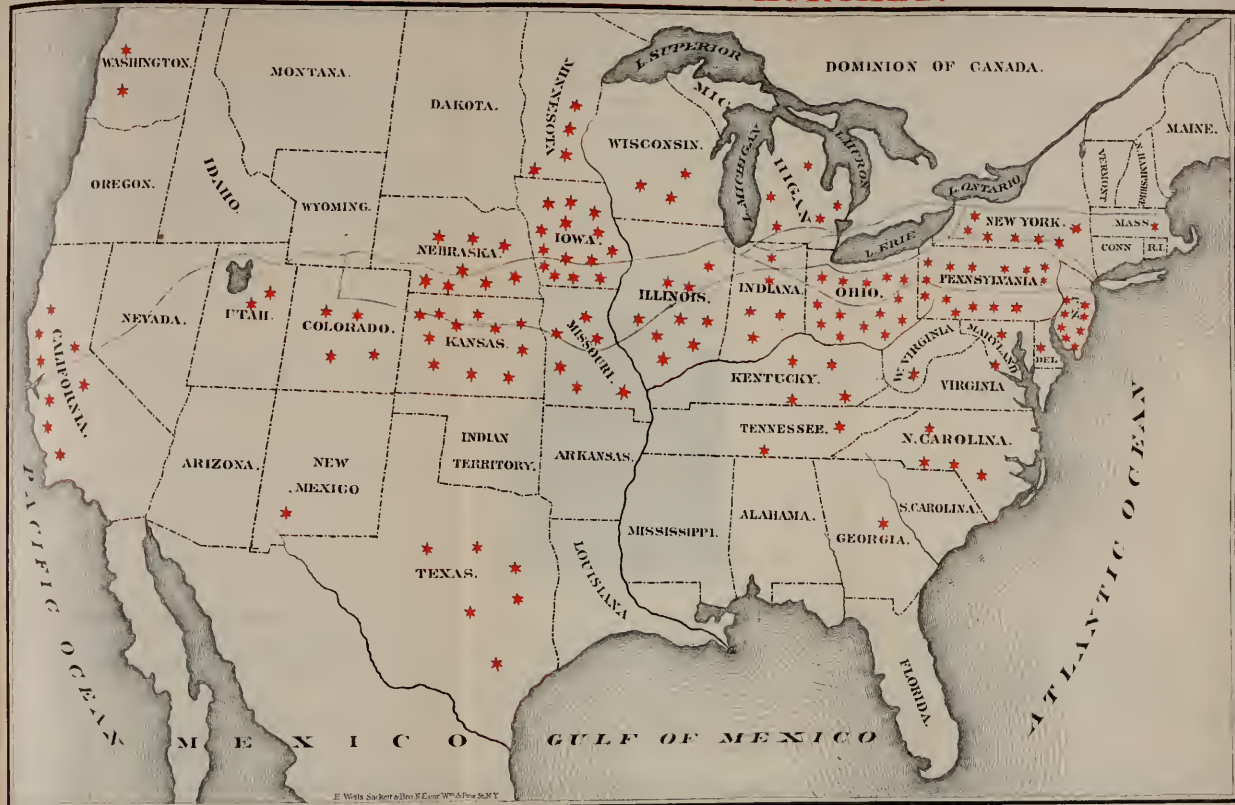 WASHINGTON.
MONTANA.
DAKOTA.
MINNESOTA
L. SUPERIOR
DOMINION OF CANADA.
MICHIGAN
WISCONSIN.
L. MICHIGAN
L. HURON
L. ONTARIO
L. ERIE
MAINE.
VERMONT
N. HAMPSHIRE
MASS
CONN
R.I.
NEW YORK.
OREGON.
IDAHO.
WYOMING.
NEBRASKA.
IOWA.
ILLINOIS.
INDIANA.
OHIO.
PENNSYLVANIA
N.J.
NEVADA.
UTAH.
COLORADO.
KANSAS.
MISSOURI.
CALIFORNIA.
KENTUCKY.
W. VIRGINIA
MARYLAND
DEL.
VIRGINIA
ARIZONA.
NEW
MEXICO
INDIAN
TERRITORY.
ARKANSAS.
TENNESSEE.
N. CAROLINA.
S. CAROLINA.
MISSISSIPPI.
ALABAMA.
GEORGIA.
TEXAS.
LOUISIANA
FLORIDA.
PACIFIC OCEAN
MEXICO
GULF OF MEXICO
ATLANTIC OCEAN